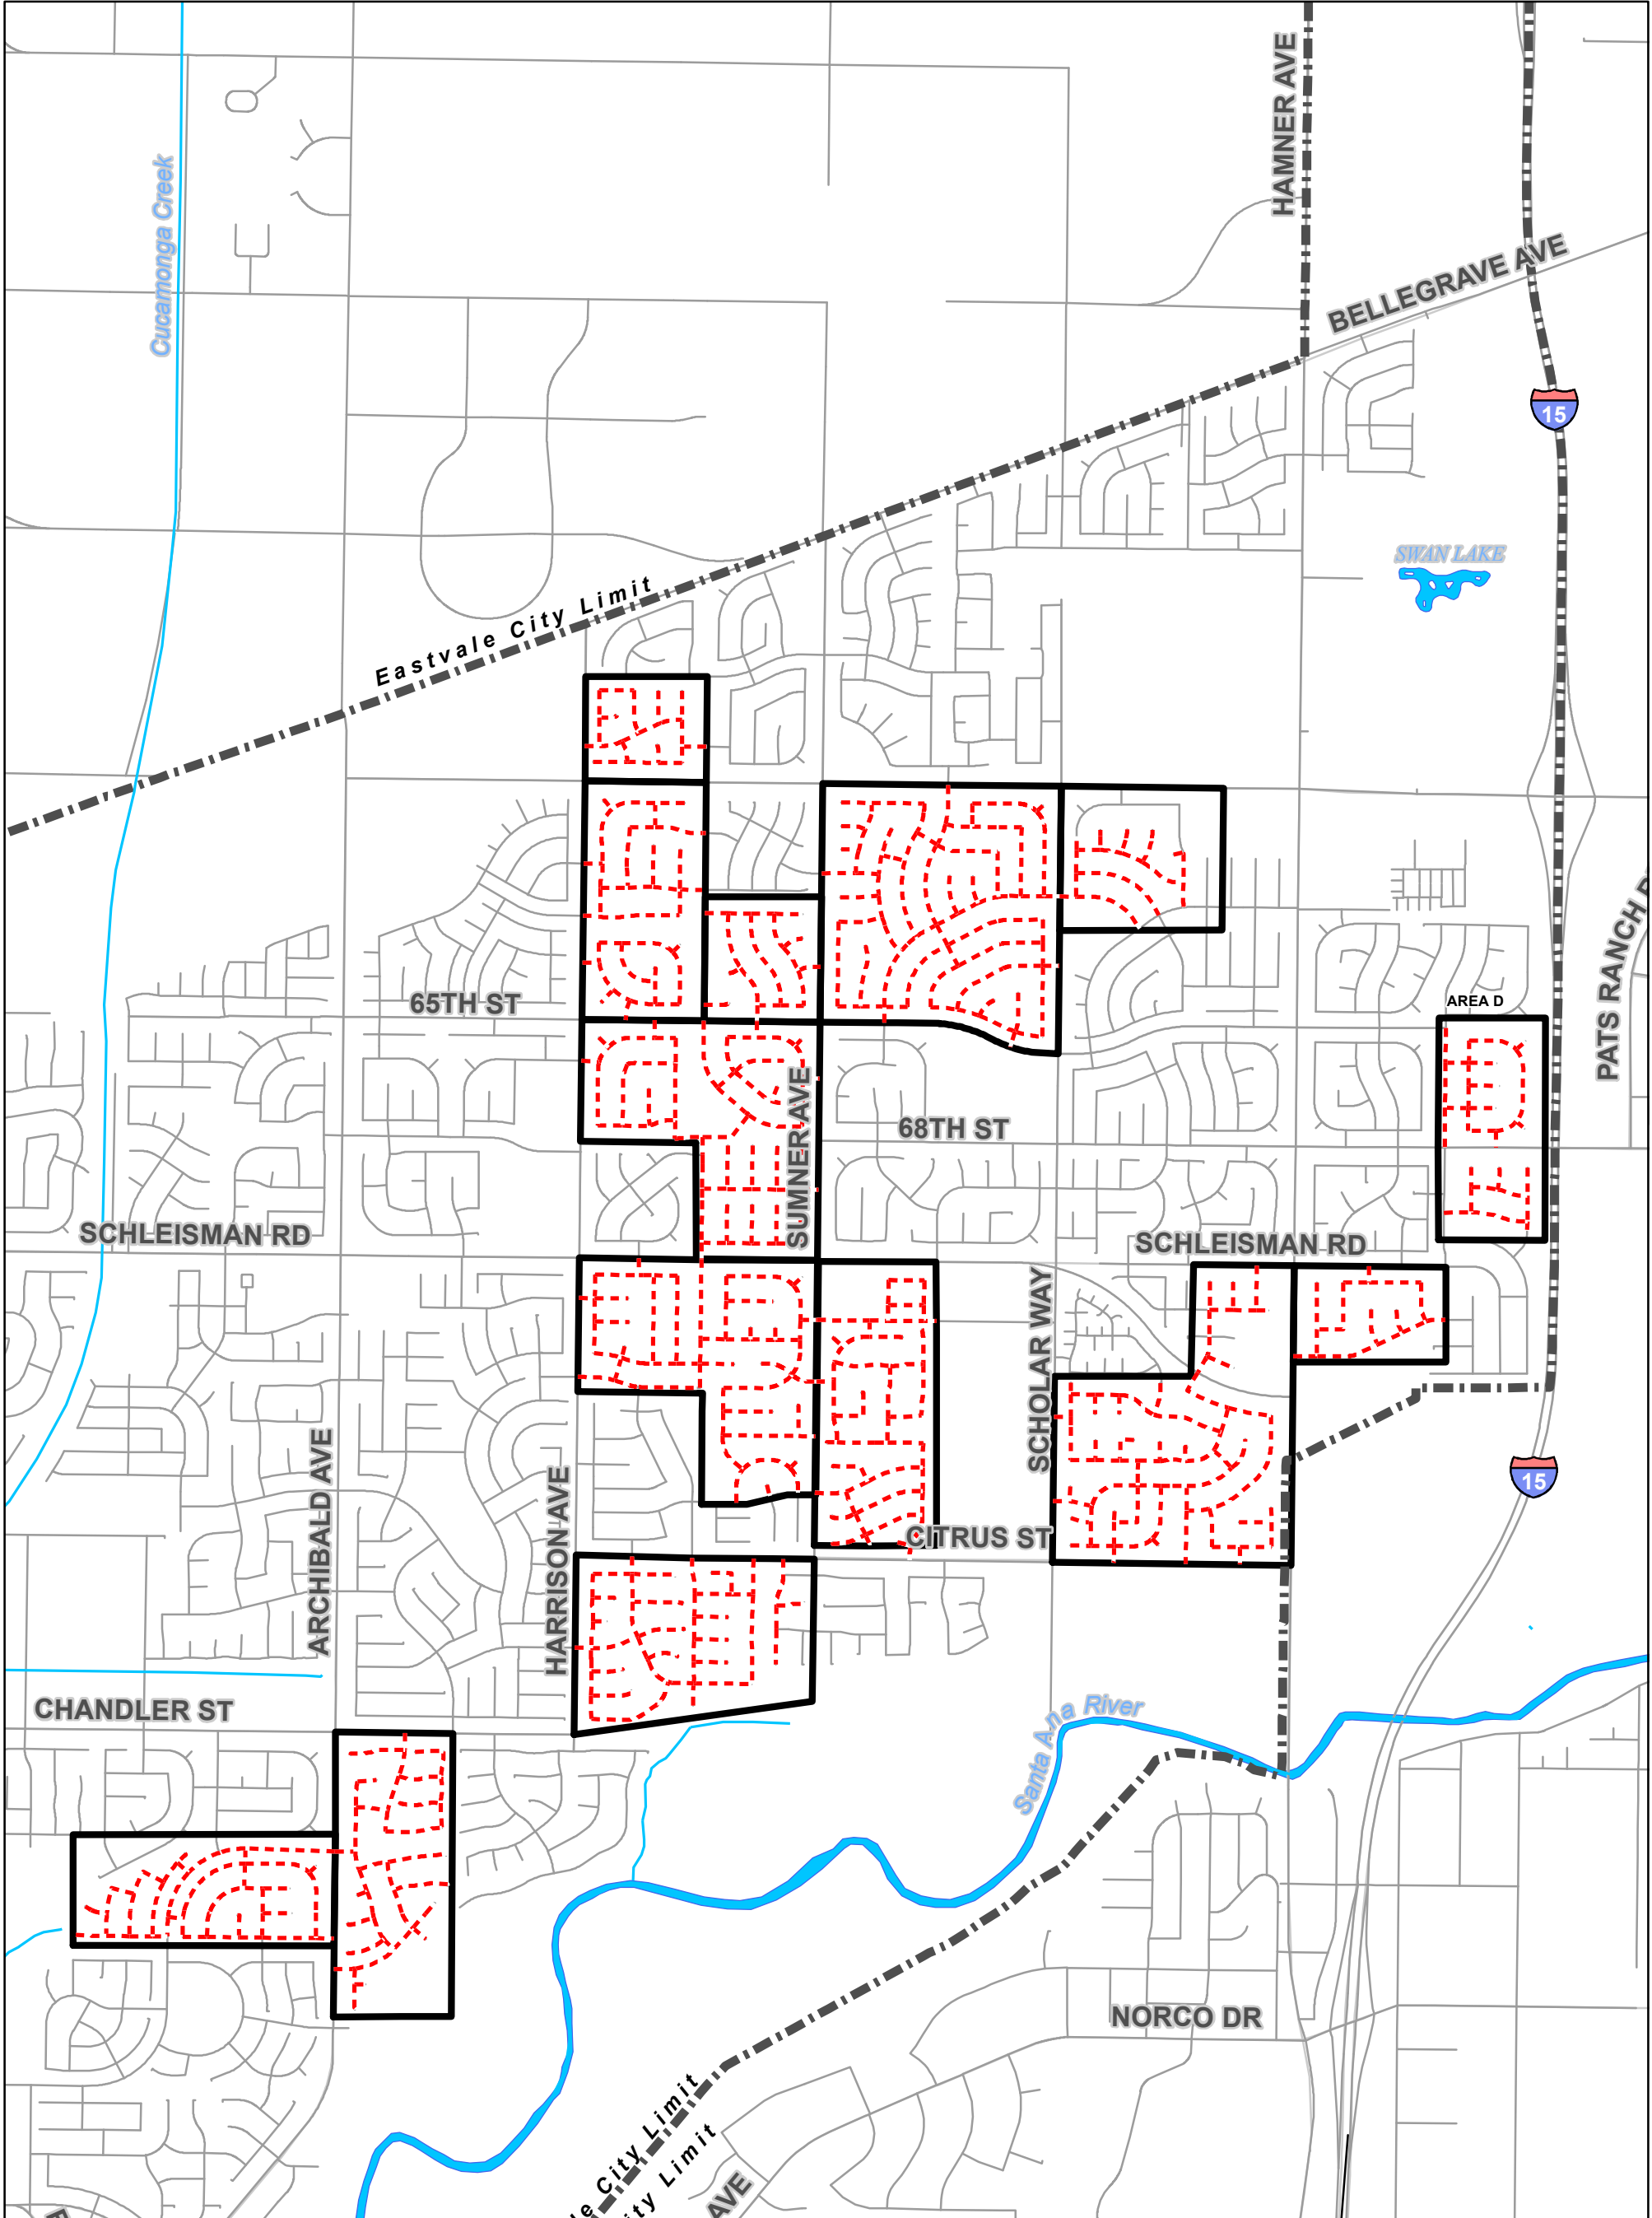 HAMNER AVE
Cucamonga Creek
BELLEGRAVE AVE
15
SWAN LAKE
Eastvale City Limit
PATS RANCH
AREA D
65TH ST
SUMNER AVE
68TH ST
SCHLEISMAN RD
SCHLEISMAN RD
SCHOLAR WAY
ARCHIBALD AVE
HARRISON AVE
15
CITRUS ST
CHANDLER ST
Santa Ana River
NORCO DR
le City Limit
ity Limit
AVE